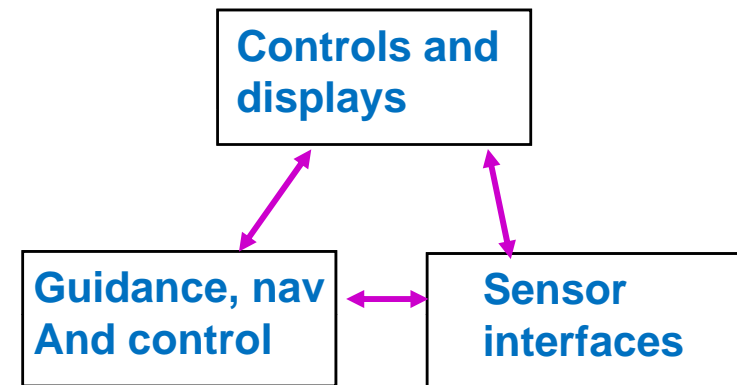 Controls and
displays
Guidance, nav
And control
Sensor
interfaces